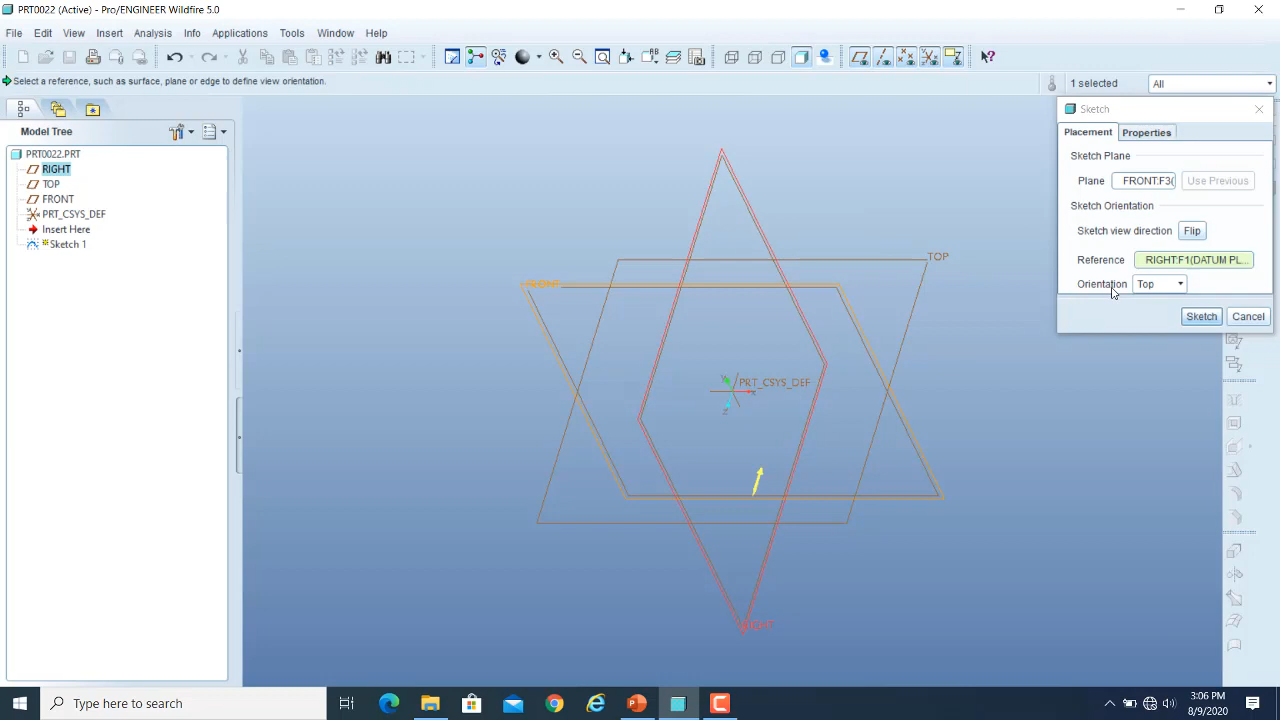 PRT0022 (Active) - Pro/ENGINEER Wildfire 5.0
File Edit View Insert Analysis Info Applications Tools Window Help
Select a reference, such as surface, plane or edge to define view orientation.
1 selected
All
Model Tree
PRT0022.PRT
RIGHT
TOP
FRONT
PRT_CSYS_DEF
Insert Here
Sketch 1
TOP
FRONT
Y
PRT_CSYS_DEF
X
Z
RIGHT
Sketch
Placement Properties
Sketch Plane
Plane FRONT:F3( Use Previous
Sketch Orientation
Sketch view direction Flip
Reference RIGHT:F1(DATUM PL...
Orientation Top
Sketch Cancel
Type here to search
3:06 PM
8/9/2020